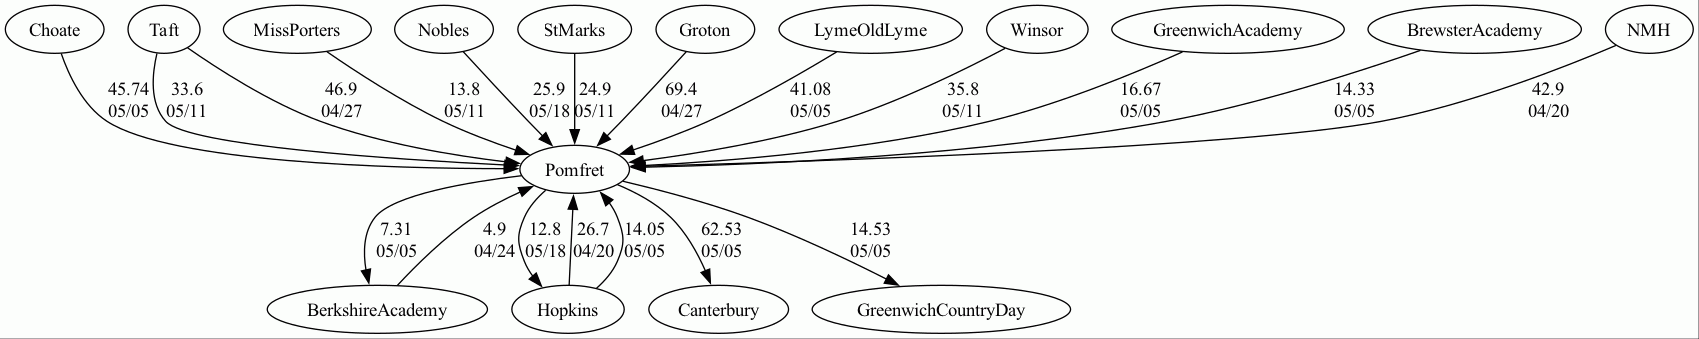 Choate
Taft
MissPorters
Nobles
StMarks
Groton
LymeOldLyme
Winsor
GreenwichAcademy
BrewsterAcademy
NMH
45.74
05/05
33.6
05/11
46.9
04/27
13.8
05/11
25.9
05/18
24.9
05/11
69.4
04/27
41.08
05/05
35.8
05/11
16.67
05/05
14.33
05/05
42.9
04/20
Pomfret
7.31
05/05
4.9
04/24
12.8
05/18
26.7
04/20
14.05
05/05
62.53
05/05
14.53
05/05
BerkshireAcademy
Hopkins
Canterbury
GreenwichCountryDay